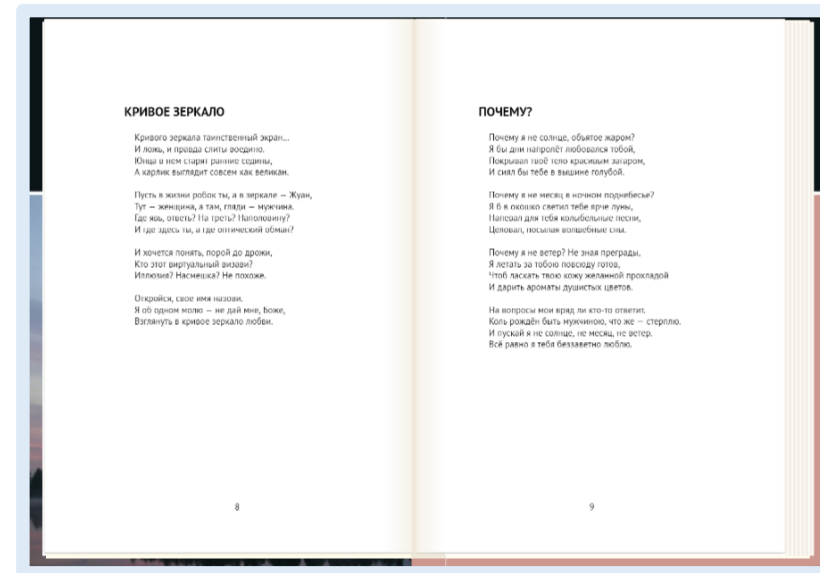 КРИВОЕ ЗЕРКАЛО
Кривого зеркала таинственный экран...
И ложь, и правда слиты воедино.
Юнца в нем старят ранние седины,
А карлик выглядит совсем как великан.
Пусть в жизни робок ты, а в зеркале — Жуан,
Тут — женщина, а там, гляди — мужчина.
Где явь, ответь? На треть? Наполовину?
И где здесь ты, а где оптический обман?
И хочется понять, порой до дрожи,
Кто этот виртуальный визави?
Иллюзия? Насмешка? Не похоже.
Откройся, свое имя назови.
Я об одном молю — не дай мне, Боже,
Взглянуть в кривое зеркало любви.
8
ПОЧЕМУ?
Почему я не солнце, объятое жаром?
Я бы дни напролёт любовался тобой,
Покрывал твоё тело красивым загаром,
И сиял бы тебе в вышине голубой.
Почему я не месяц в ночном поднебесье?
Я б в окошко светил тебе ярче луны,
Напевал для тебя колыбельные песни,
Целовал, посылая волшебные сны.
Почему я не ветер? Не зная преграды,
Я летать за тобою повсюду готов,
Чтоб ласкать твою кожу желанной прохладой
И дарить ароматы душистых цветов.
На вопросы мои вряд ли кто-то ответит.
Коль рождён быть мужчиною, что же — стерплю.
И пускай я не солнце, не месяц, не ветер.
Всё равно я тебя беззаветно люблю.
9